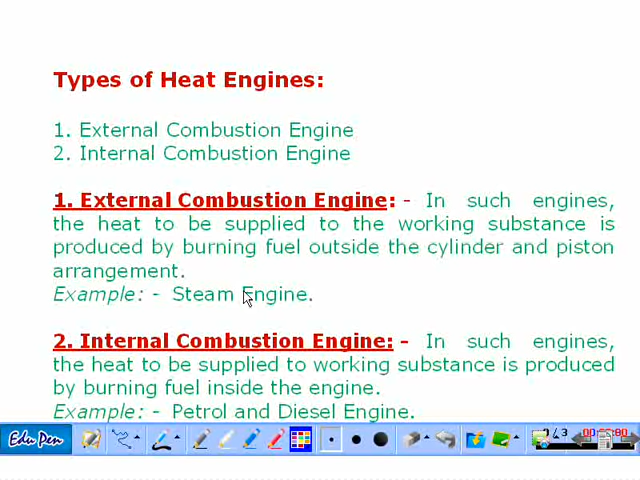 Types of Heat Engines:
1. External Combustion Engine
2. Internal Combustion Engine
1. External Combustion Engine: - In such engines,
the heat to be supplied to the working substance is
produced by burning fuel outside the cylinder and piston
arrangement.
Example: - Steam Engine.
2. Internal Combustion Engine: - In such engines,
the heat to be supplied to working substance is produced
by burning fuel inside the engine.
Example: - Petrol and Diesel Engine.
Edu Pen
/ 3